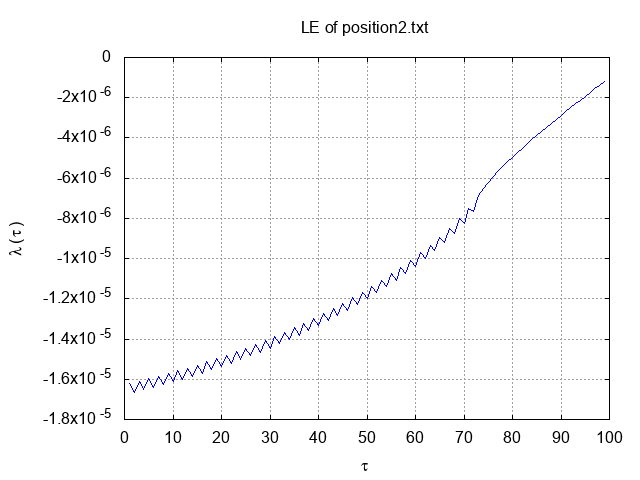 LE of position2.txt
0
-2x10⁻⁶
-4x10⁻⁶
-6x10⁻⁶
-8x10⁻⁶
-1x10⁻⁵
-1.2x10⁻⁵
-1.4x10⁻⁵
-1.6x10⁻⁵
-1.8x10⁻⁵
λ (τ)
0 10 20 30 40 50 60 70 80 90 100
τ